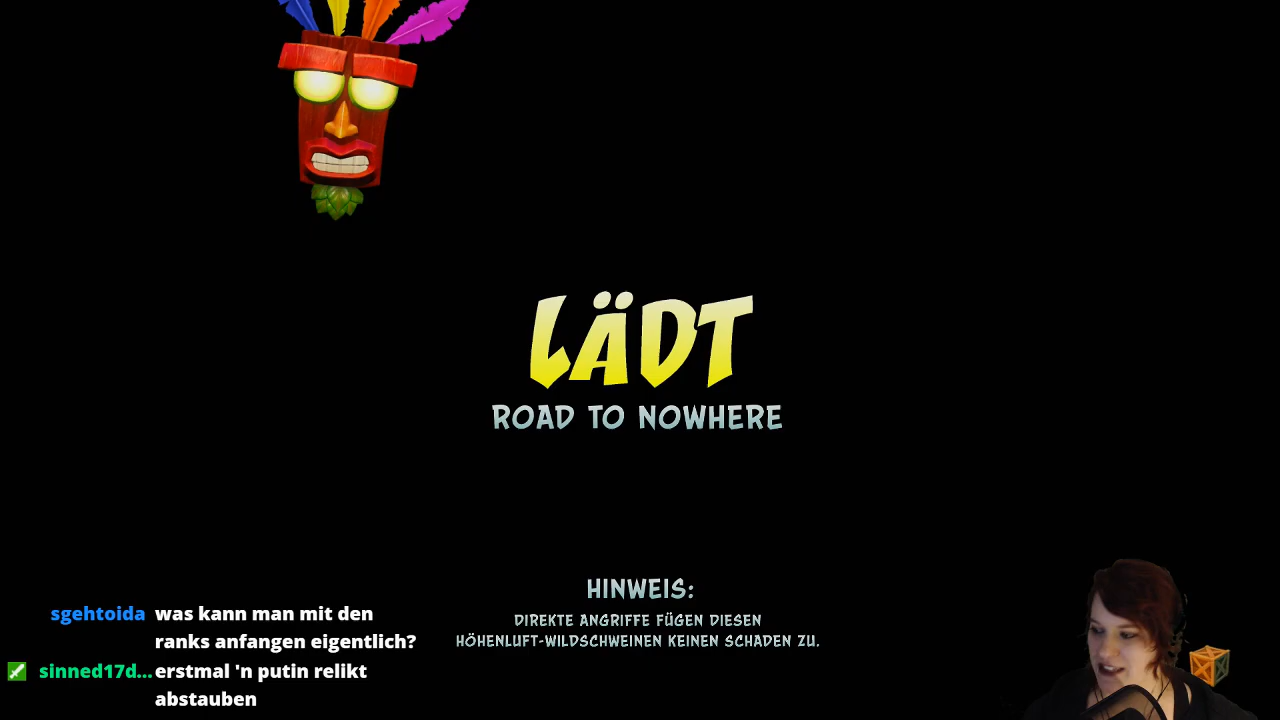 LÄDT
ROAD TO NOWHERE
HINWEIS:
DIREKTE ANGRIFFE FÜGEN DIESEN
HÖHENLUFT-WILDSCHWEINEN KEINEN SCHADEN ZU.
sgehtoida was kann man mit den
ranks anfangen eigentlich?
sinned17d... erstmal 'n putin relikt
abstauben